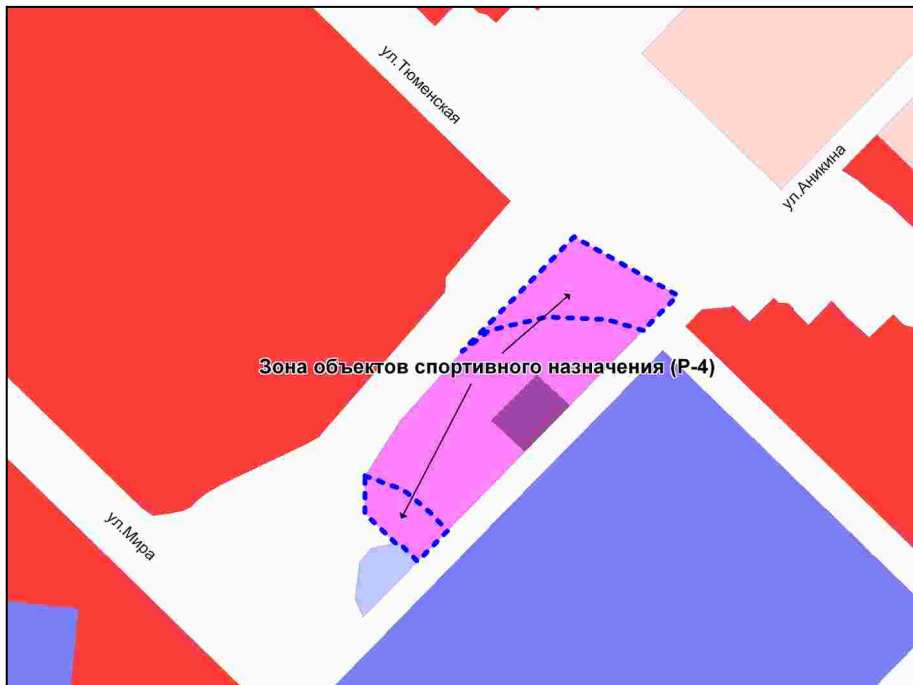 ул.Тюменская
ул.Аникина
Зона объектов спортивного назначения (Р-4)
ул.Мира